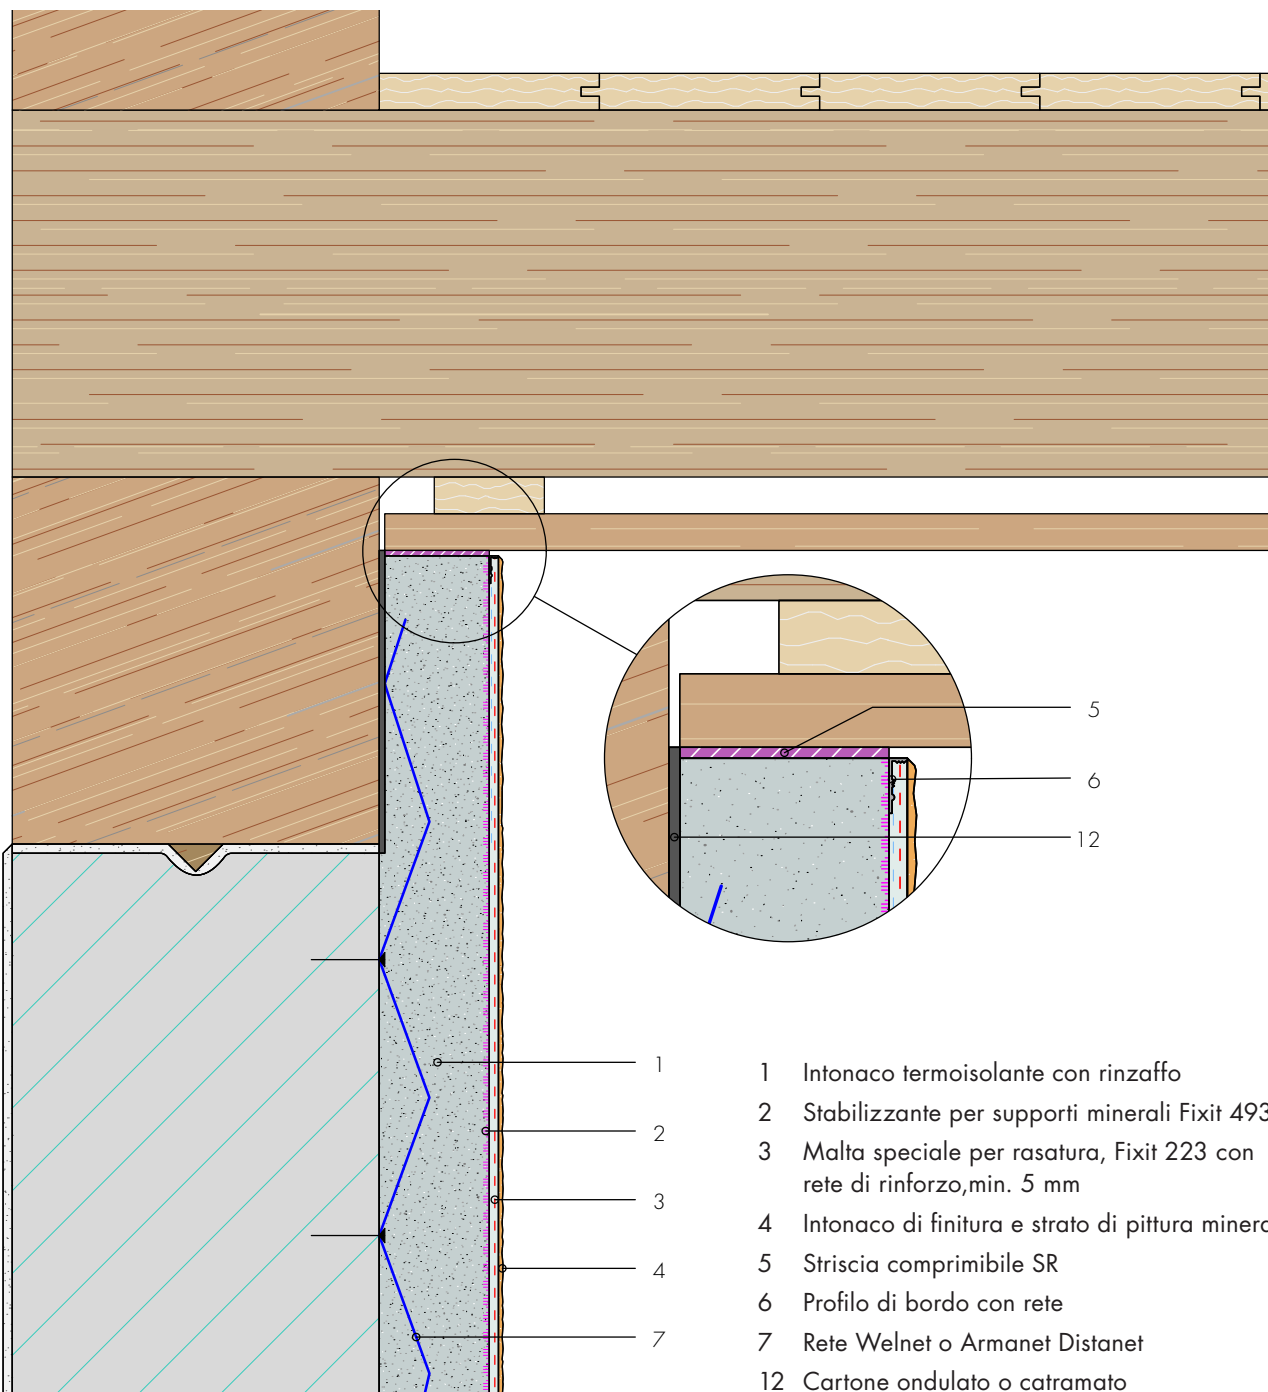 5
6
12
1
2
3
4
7
1 Intonaco termoisolante con rinzaffo
2 Stabilizzante per supporti minerali Fixit 493
3 Malta speciale per rasatura, Fixit 223 con
rete di rinforzo,min. 5 mm
4 Intonaco di finitura e strato di pittura
5 Striscia comprimibile SR
6 Profilo di bordo con rete
7 Rete Welnet o Armanet Distanet
12 Cartone ondulato o catramato